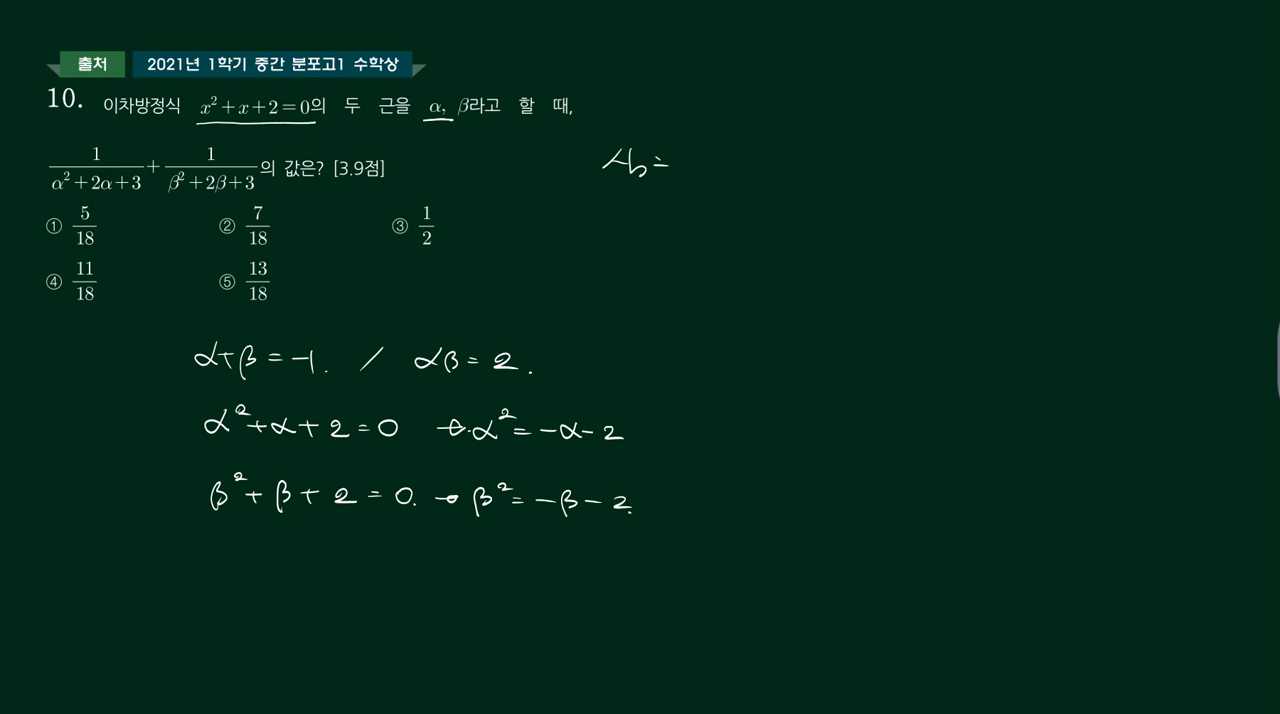 출처 2021년 1학기 중간 분포고1 수학상
10. 이차방정식 x²+x+2=0의 두 근을 α, β라고 할 때,
1/(α²+2α+3) + 1/(β²+2β+3) 의 값은? [3.9점]
① 5/18 ② 7/18 ③ 1/2
④ 11/18 ⑤ 13/18
α+β=-1. / αβ=2.
α²+α+2=0 → α²=-α-2
β²+β+2=0. → β²=-β-2.